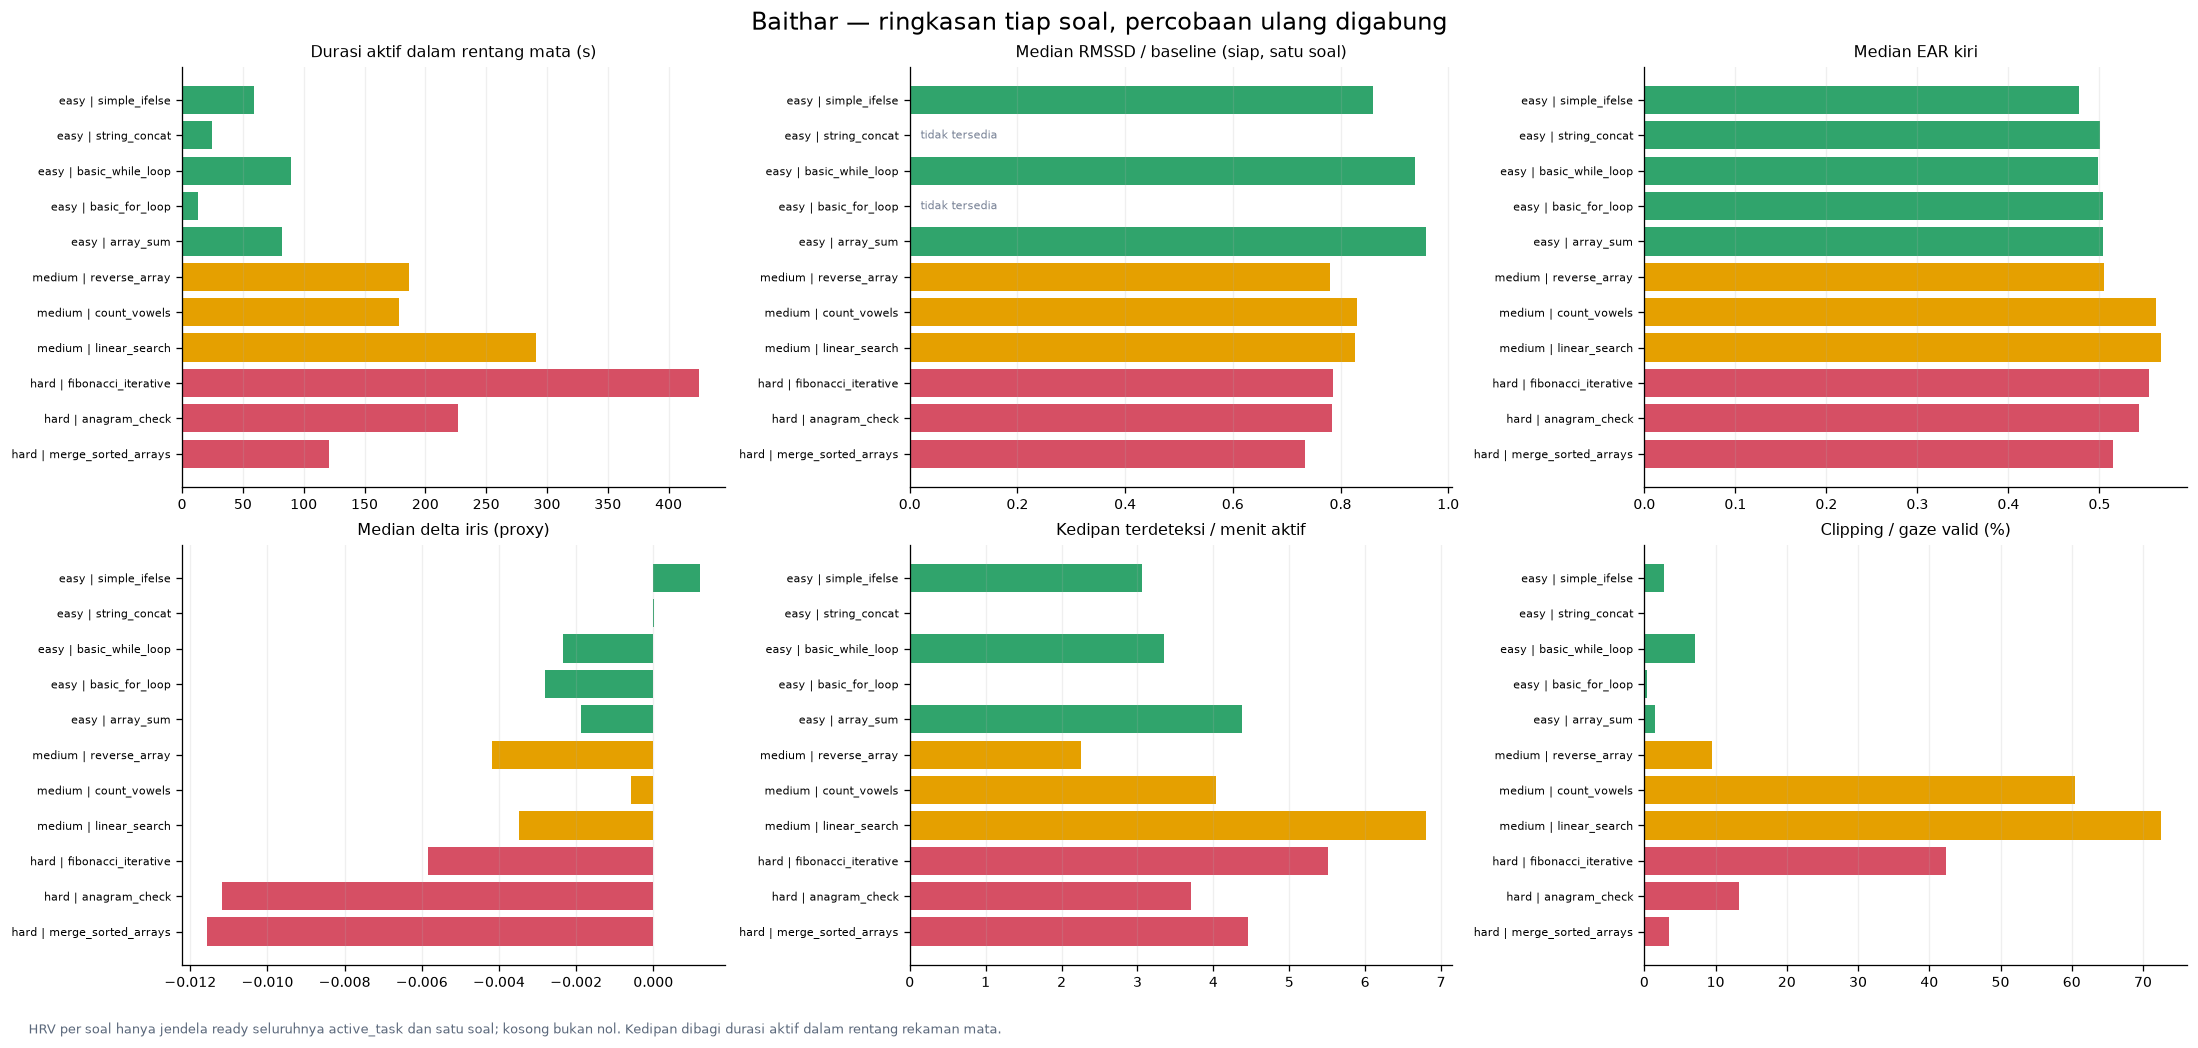 Baithar — ringkasan tiap soal, percobaan ulang digabung
Durasi aktif dalam rentang mata (s)
easy | simple_ifelse
easy | string_concat
easy | basic_while_loop
easy | basic_for_loop
easy | array_sum
medium | reverse_array
medium | count_vowels
medium | linear_search
hard | fibonacci_iterative
hard | anagram_check
hard | merge_sorted_arrays
0 50 100 150 200 250 300 350 400
Median RMSSD / baseline (siap, satu soal)
easy | simple_ifelse
easy | string_concat tidak tersedia
easy | basic_while_loop
easy | basic_for_loop tidak tersedia
easy | array_sum
medium | reverse_array
medium | count_vowels
medium | linear_search
hard | fibonacci_iterative
hard | anagram_check
hard | merge_sorted_arrays
0.0 0.2 0.4 0.6 0.8 1.0
Median EAR kiri
easy | simple_ifelse
easy | string_concat
easy | basic_while_loop
easy | basic_for_loop
easy | array_sum
medium | reverse_array
medium | count_vowels
medium | linear_search
hard | fibonacci_iterative
hard | anagram_check
hard | merge_sorted_arrays
0.0 0.1 0.2 0.3 0.4 0.5
Median delta iris (proxy)
easy | simple_ifelse
easy | string_concat
easy | basic_while_loop
easy | basic_for_loop
easy | array_sum
medium | reverse_array
medium | count_vowels
medium | linear_search
hard | fibonacci_iterative
hard | anagram_check
hard | merge_sorted_arrays
−0.012 −0.010 −0.008 −0.006 −0.004 −0.002 0.000
Kedipan terdeteksi / menit aktif
easy | simple_ifelse
easy | string_concat
easy | basic_while_loop
easy | basic_for_loop
easy | array_sum
medium | reverse_array
medium | count_vowels
medium | linear_search
hard | fibonacci_iterative
hard | anagram_check
hard | merge_sorted_arrays
0 1 2 3 4 5 6 7
Clipping / gaze valid (%)
easy | simple_ifelse
easy | string_concat
easy | basic_while_loop
easy | basic_for_loop
easy | array_sum
medium | reverse_array
medium | count_vowels
medium | linear_search
hard | fibonacci_iterative
hard | anagram_check
hard | merge_sorted_arrays
0 10 20 30 40 50 60 70
HRV per soal hanya jendela ready seluruhnya active_task dan satu soal; kosong bukan nol. Kedipan dibagi durasi aktif dalam rentang rekaman mata.